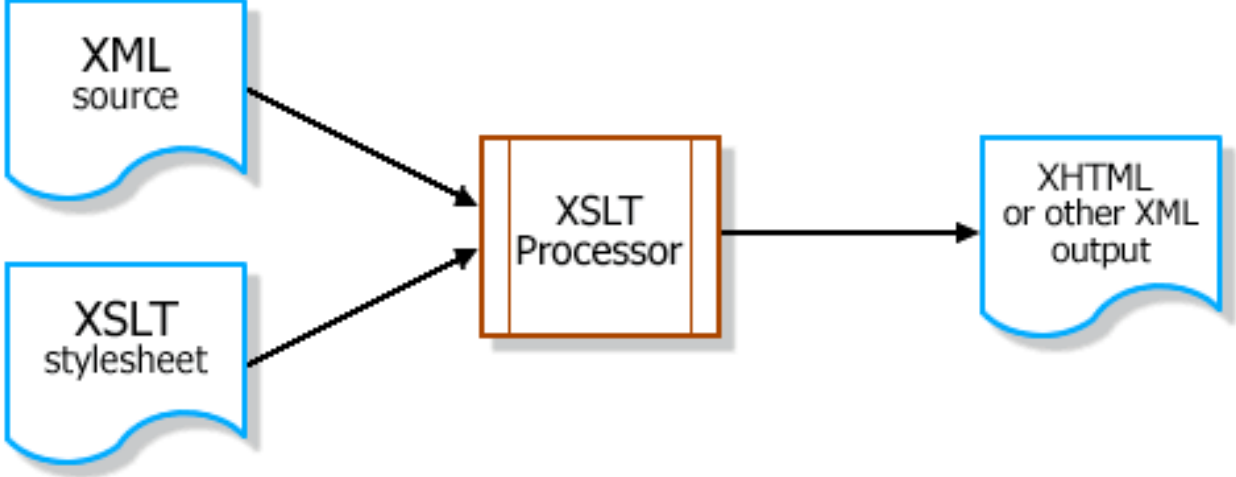 XML
source
XSLT
stylesheet
XSLT
Processor
XHTML
or other XML
output